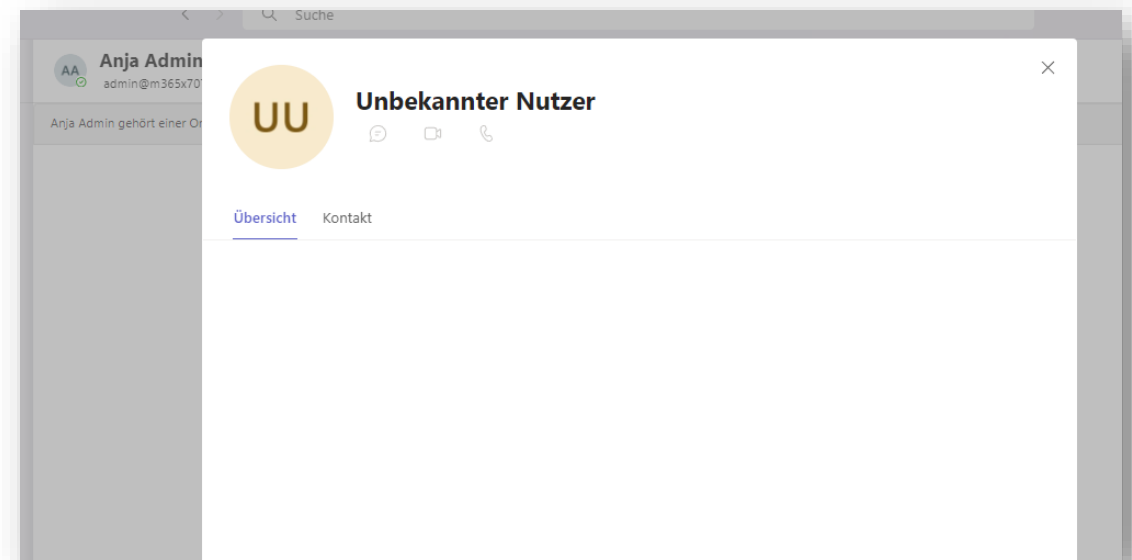 Suche
AA
Anja Admin
admin@m365x70
Anja Admin gehört einer Or
UU
Unbekannter Nutzer
Übersicht Kontakt